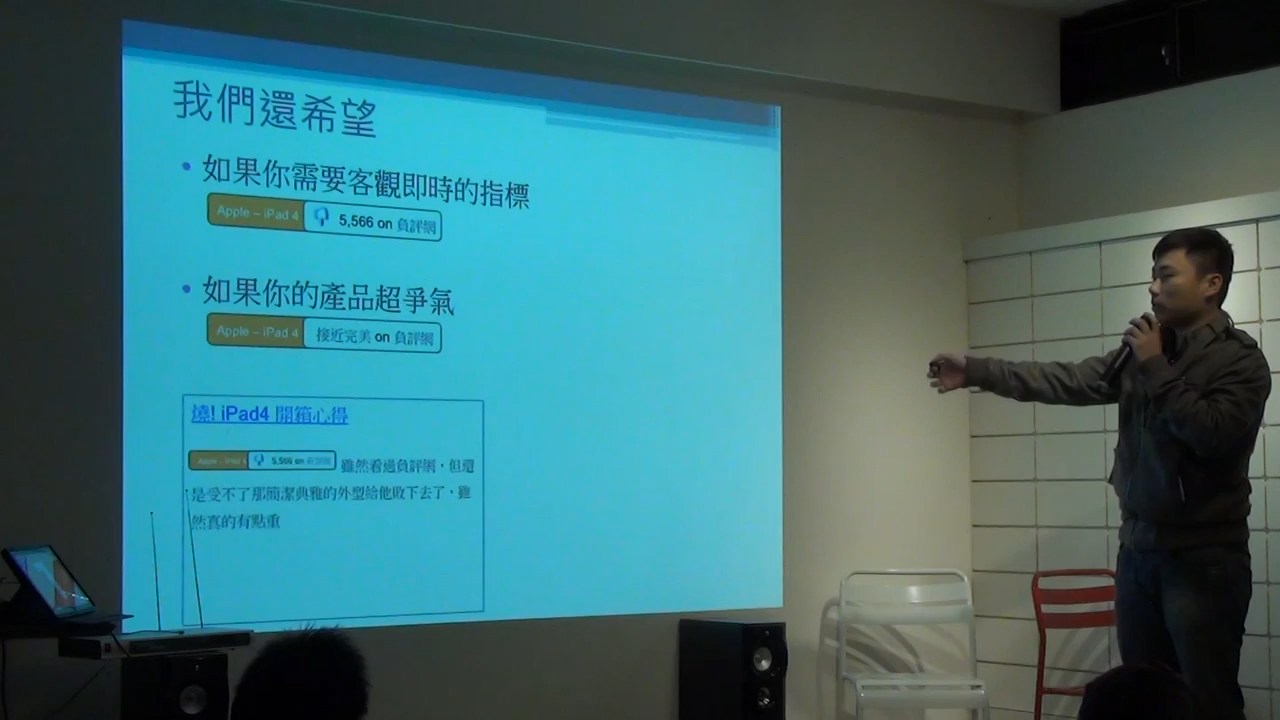 我們還希望
• 如果你需要客觀即時的指標
Apple – iPad 4 5,566 on 負評網
• 如果你的產品超爭氣
Apple – iPad 4 接近完美 on 負評網
燒! iPad4 開箱心得
Apple – iPad 4 5,566 on 負評網 雖然看過負評網，但還
是受不了那簡潔典雅的外型給他敗下去了，雖
然真的有點重